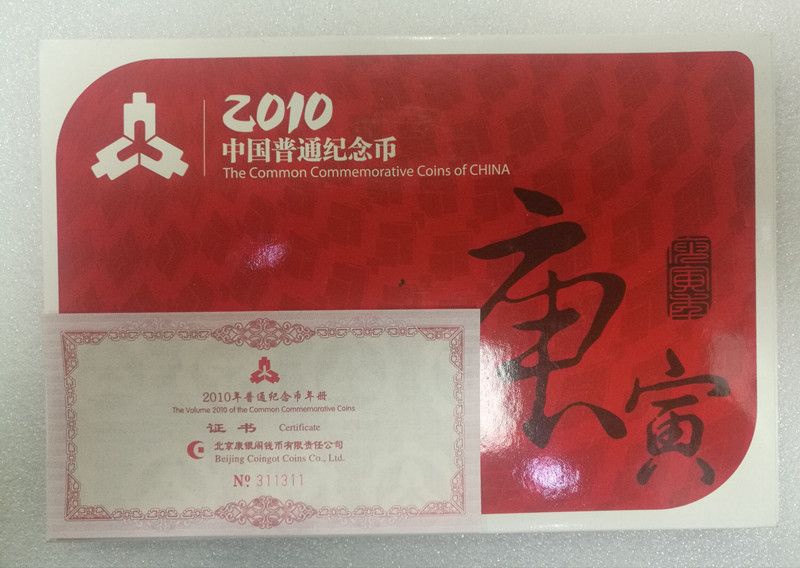 2010
中国普通纪念币
The Common Commemorative Coins of CHINA
庚
寅
2010年普通纪念币年册
The Volume 2010 of the Common Commemorative Coins
证 书 Certificate
北京康银阁钱币有限责任公司
Beijing Coingot Coins Co., Ltd.
Nº 311311